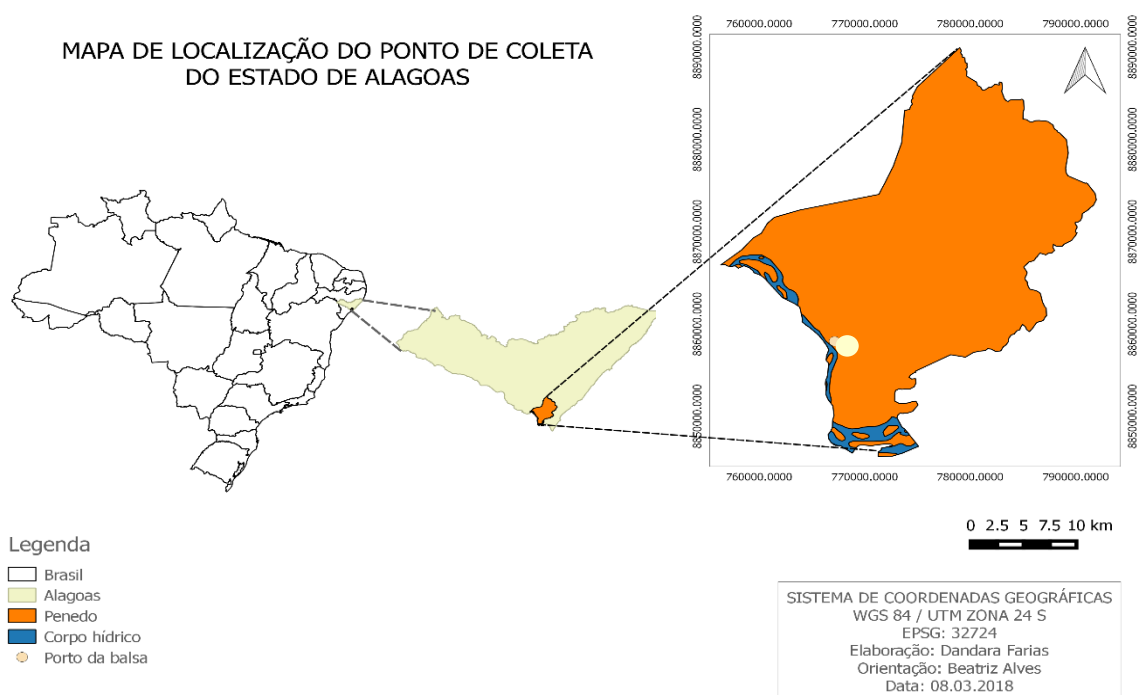 MAPA DE LOCALIZAÇÃO DO PONTO DE COLETA
DO ESTADO DE ALAGOAS
760000.0000 770000.0000 780000.0000 790000.0000
8890000.0000 8890000.0000
8880000.0000 8880000.0000
8870000.0000 8870000.0000
8860000.0000 8860000.0000
8850000.0000 8850000.0000
760000.0000 770000.0000 780000.0000 790000.0000
0 2.5 5 7.5 10 km
Legenda
Brasil
Alagoas
Penedo
Corpo hídrico
Porto da balsa
SISTEMA DE COORDENADAS GEOGRÁFICAS
WGS 84 / UTM ZONA 24 S
EPSG: 32724
Elaboração: Dandara Farias
Orientação: Beatriz Alves
Data: 08.03.2018